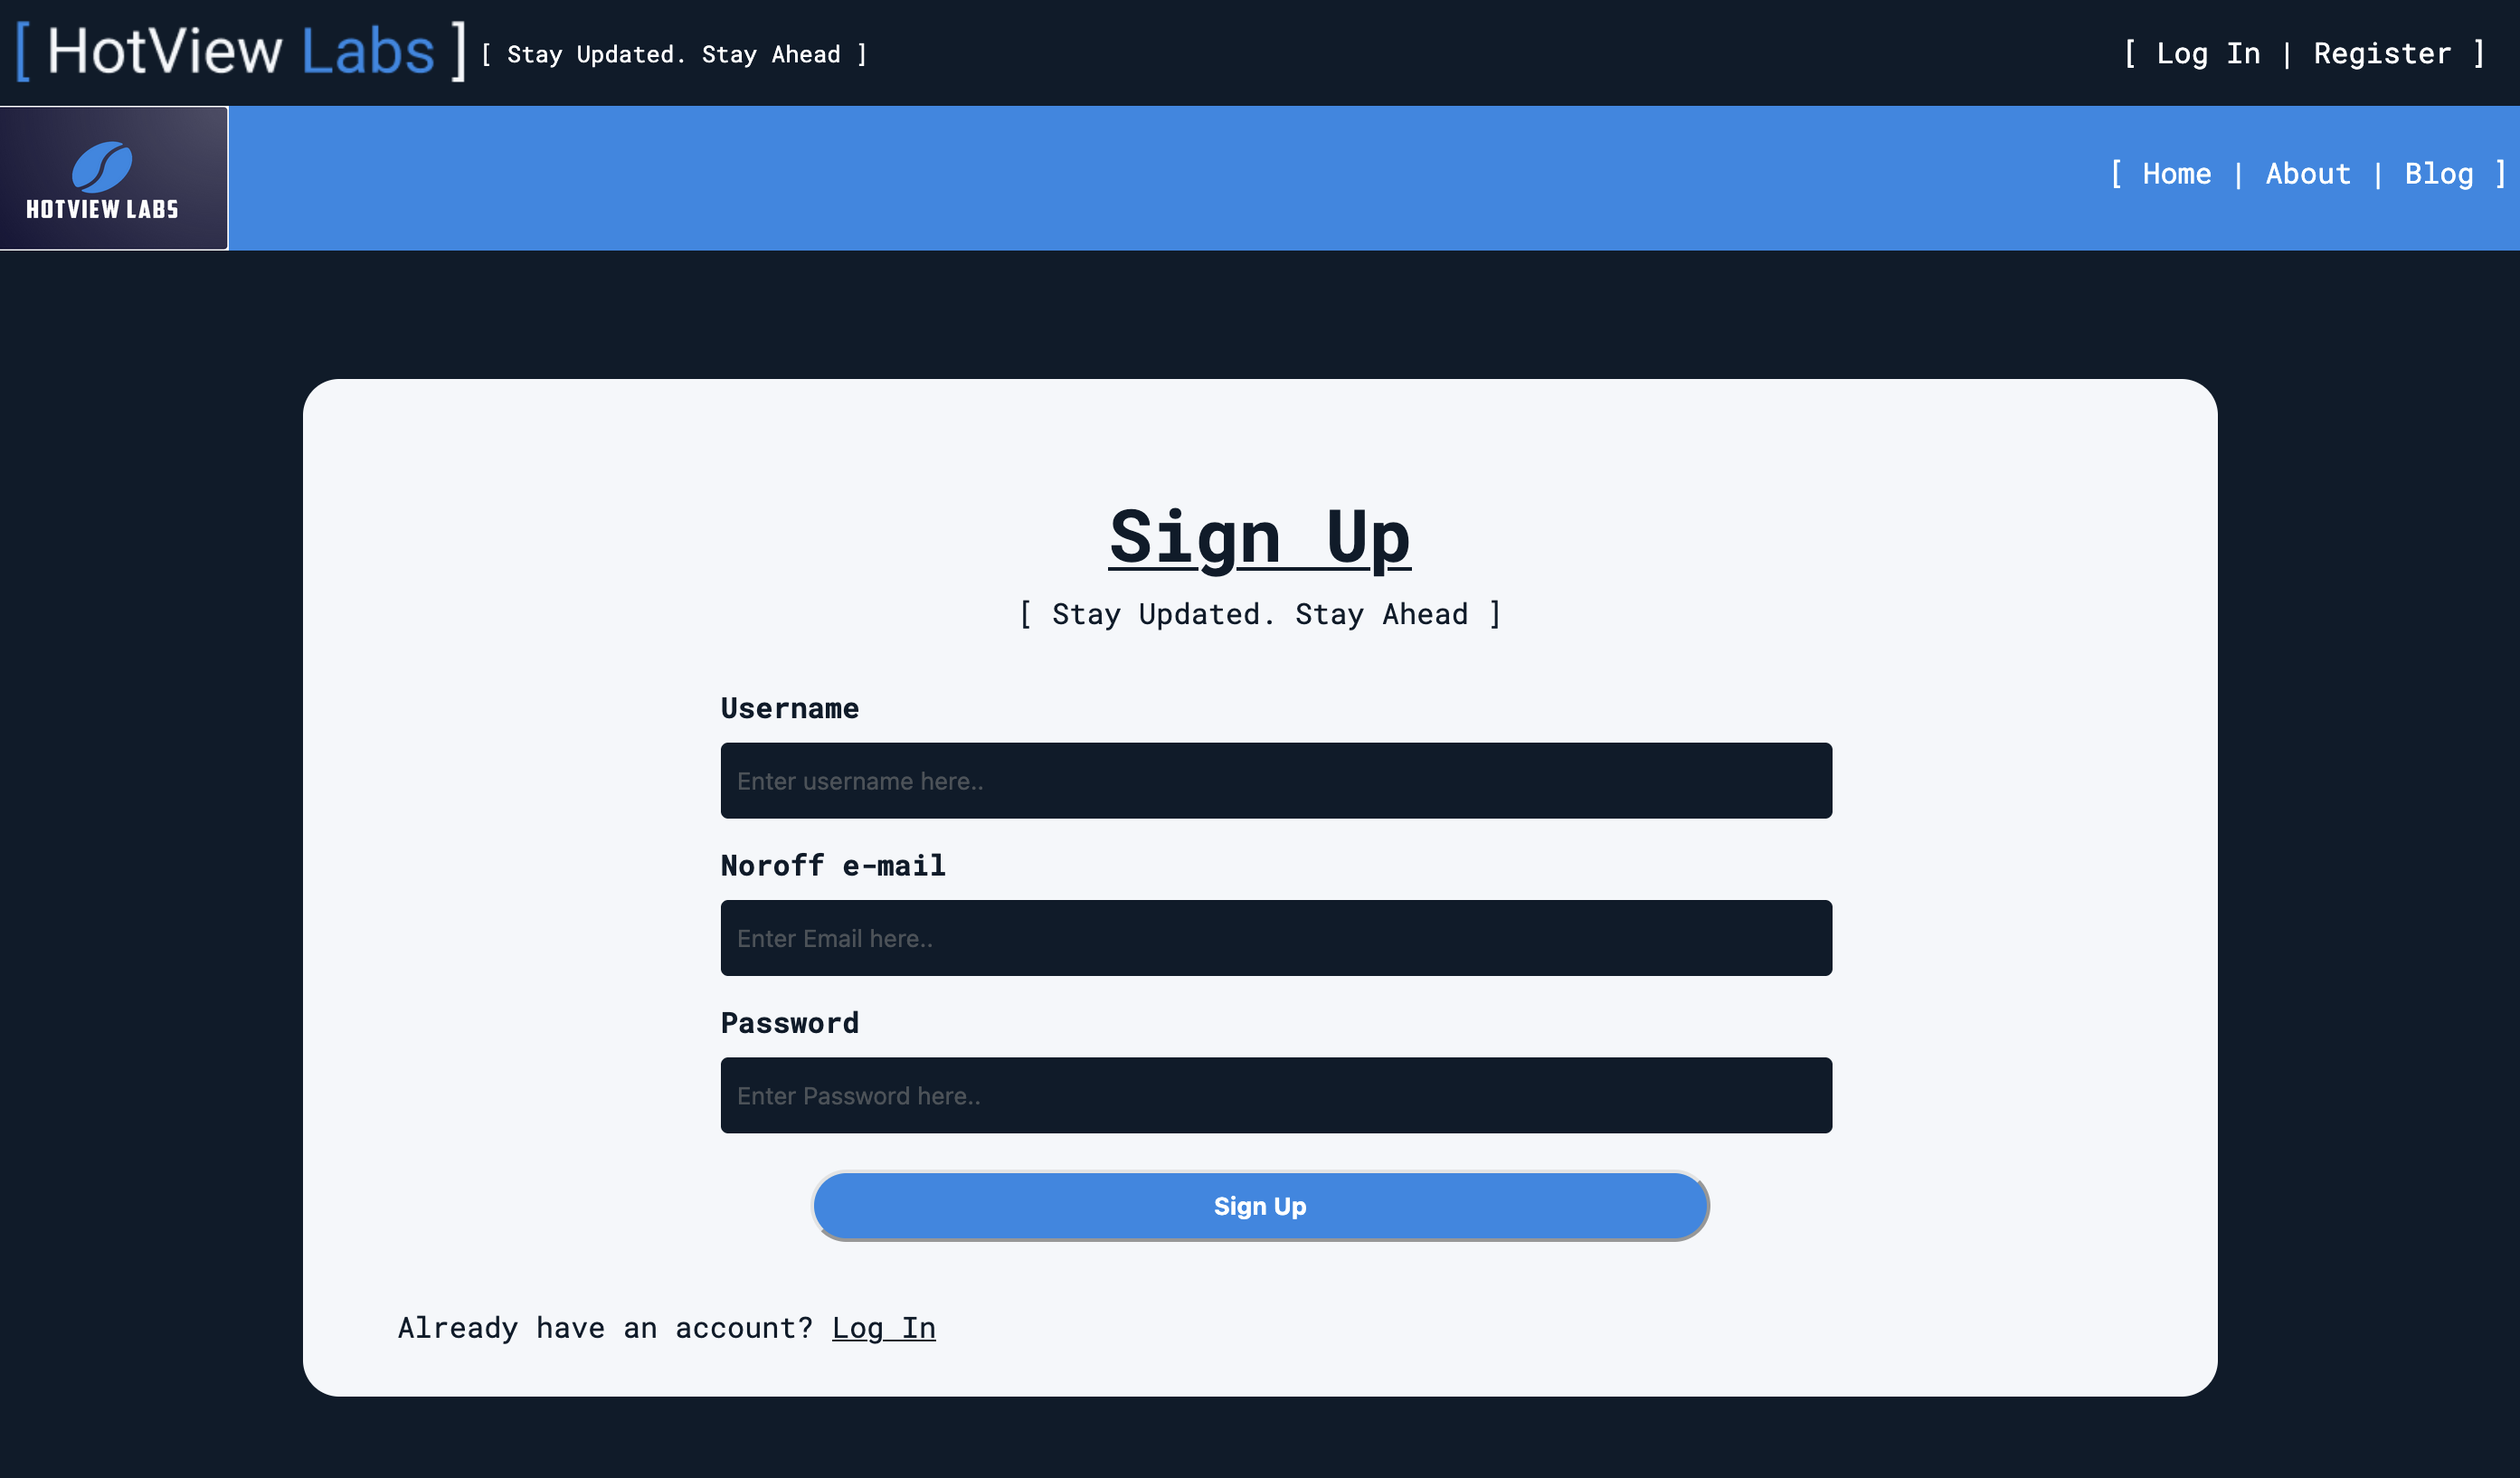 [ HotView Labs ] [ Stay Updated. Stay Ahead ] [ Log In | Register ]
HOTVIEW LABS
[ Home | About | Blog ]
Sign Up
[ Stay Updated. Stay Ahead ]
Username
Enter username here..
Noroff e-mail
Enter Email here..
Password
Enter Password here..
Sign Up
Already have an account? Log In